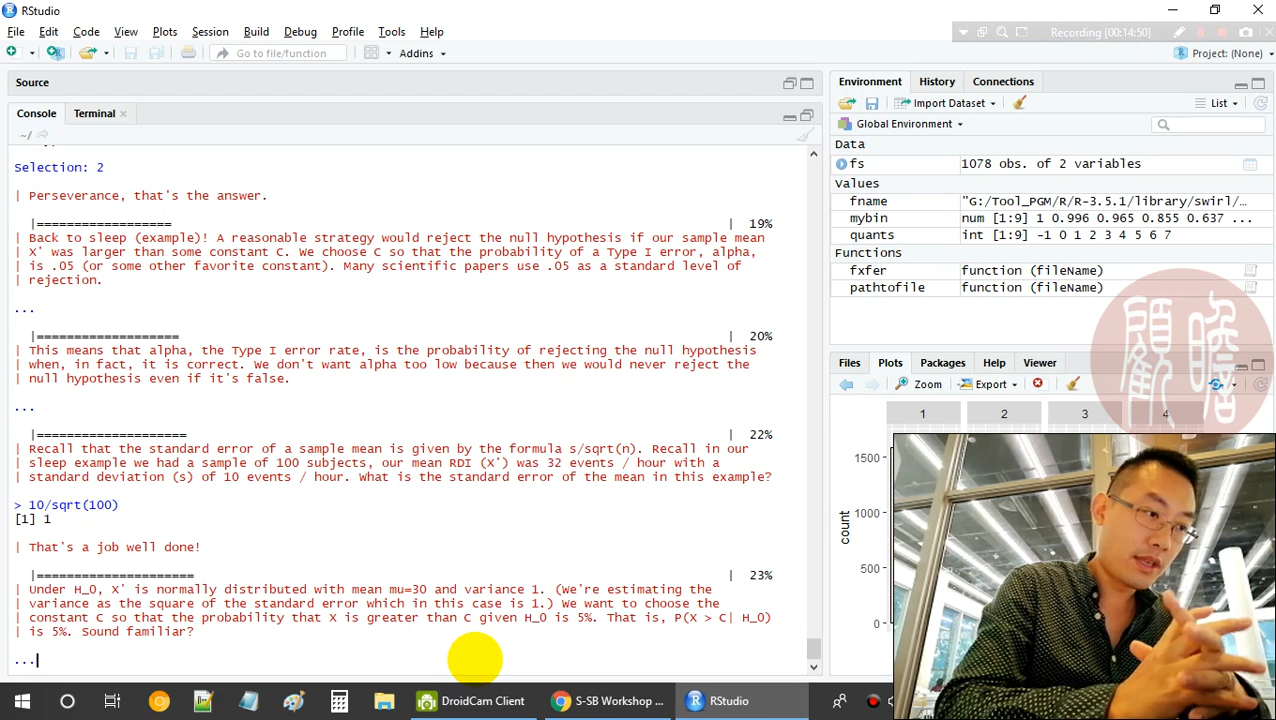 RStudio
File Edit Code View Plots Session Build Debug Profile Tools Help
Recording [00:14:50]
Go to file/function
Addins
Project: (None)
Source
Console Terminal
~/
Selection: 2
| Perseverance, that's the answer.
|================== | 19%
| Back to sleep (example)! A reasonable strategy would reject the null hypothesis if our sample mean
| X' was larger than some constant C. We choose C so that the probability of a Type I error, alpha,
| is .05 (or some other favorite constant). Many scientific papers use .05 as a standard level of
| rejection.
...
|=================== | 20%
| This means that alpha, the Type I error rate, is the probability of rejecting the null hypothesis
| when, in fact, it is correct. We don't want alpha too low because then we would never reject the
| null hypothesis even if it's false.
...
|==================== | 22%
| Recall that the standard error of a sample mean is given by the formula s/sqrt(n). Recall in our
| sleep example we had a sample of 100 subjects, our mean RDI (X') was 32 events / hour with a
| standard deviation (s) of 10 events / hour. What is the standard error of the mean in this example?
> 10/sqrt(100)
[1] 1
| That's a job well done!
|===================== | 23%
| Under H_0, X' is normally distributed with mean mu=30 and variance 1. (We're estimating the
| variance as the square of the standard error which in this case is 1.) We want to choose the
| constant C so that the probability that X is greater than C given H_0 is 5%. That is, P(X > C| H_0)
| is 5%. Sound familiar?
...
Environment History Connections
Import Dataset
List
Global Environment
Data
fs 1078 obs. of 2 variables
Values
fname "G:/Tool_PGM/R/R-3.5.1/library/swirl/…
mybin num [1:9] 1 0.996 0.965 0.855 0.637 ...
quants int [1:9] -1 0 1 2 3 4 5 6 7
Functions
fxfer function (fileName)
pathtofile function (fileName)
Files Plots Packages Help Viewer
Zoom Export
1 2 3 4
1500
1000
500
0
count
DroidCam Client
S-SB Workshop ...
RStudio